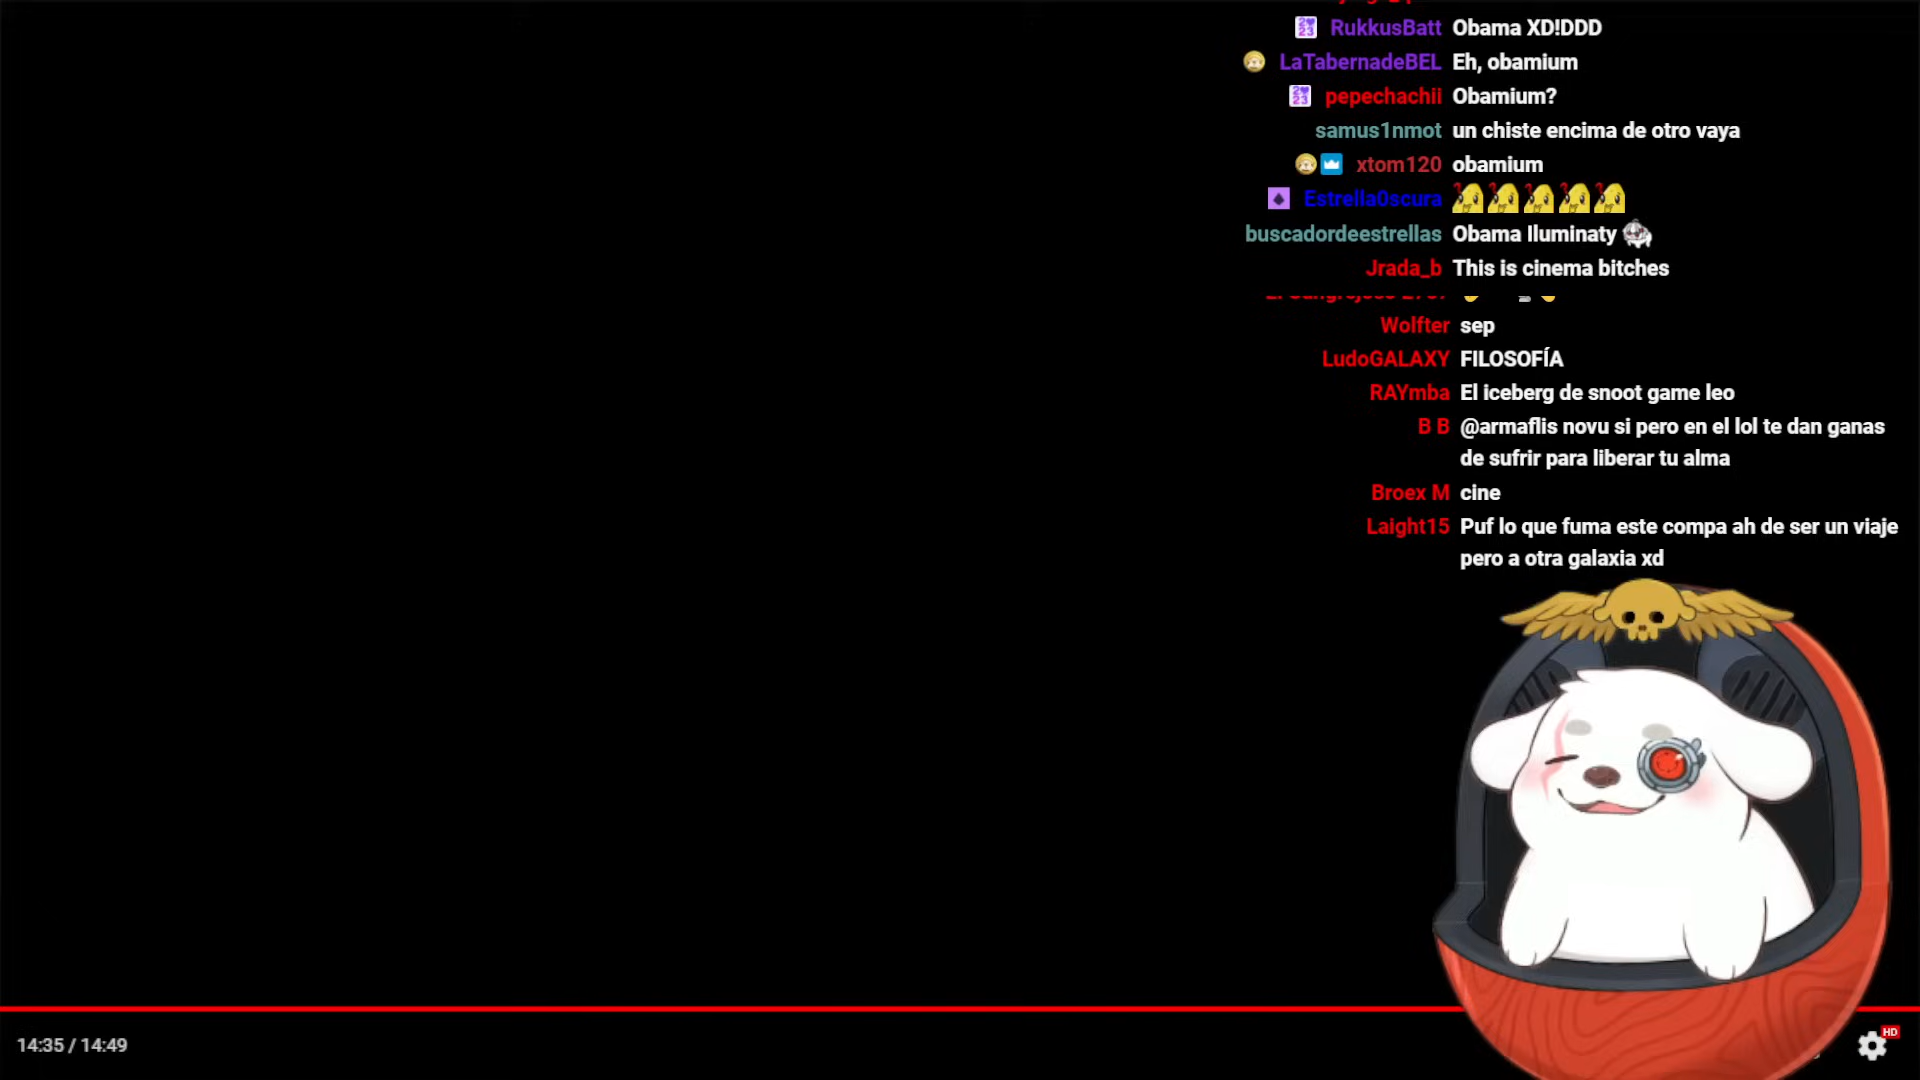 RukkusBatt Obama XD!DDD
LaTabernadeBEL Eh, obamium
pepechachii Obamium?
samus1nmot un chiste encima de otro vaya
xtom120 obamium
Estrella0scura
buscadordeestrellas Obama Iluminaty
Jrada_b This is cinema bitches
Wolfter sep
LudoGALAXY FILOSOFÍA
RAYmba El iceberg de snoot game leo
B B @armaflis novu si pero en el lol te dan ganas
de sufrir para liberar tu alma
Broex M cine
Laight15 Puf lo que fuma este compa ah de ser un viaje
pero a otra galaxia xd
14:35 / 14:49
HD